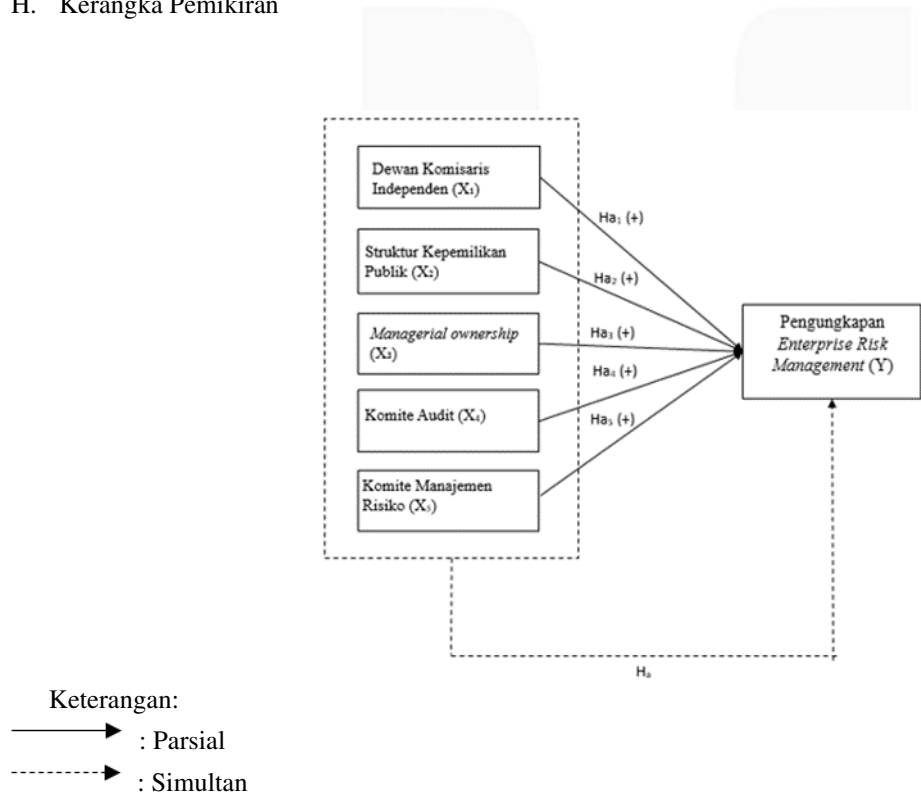 H. Kerangka Pemikiran
Dewan Komisaris
Independen (X₁)
Ha₁ (+)
Struktur Kepemilikan
Publik (X₂)
Ha₂ (+)
Managerial ownership
(X₃)
Ha₃ (+)
Pengungkapan
Enterprise Risk
Management (Y)
Ha₄ (+)
Komite Audit (X₄)
Ha₅ (+)
Komite Manajemen
Risiko (X₅)
Hₐ
Keterangan:
: Parsial
: Simultan